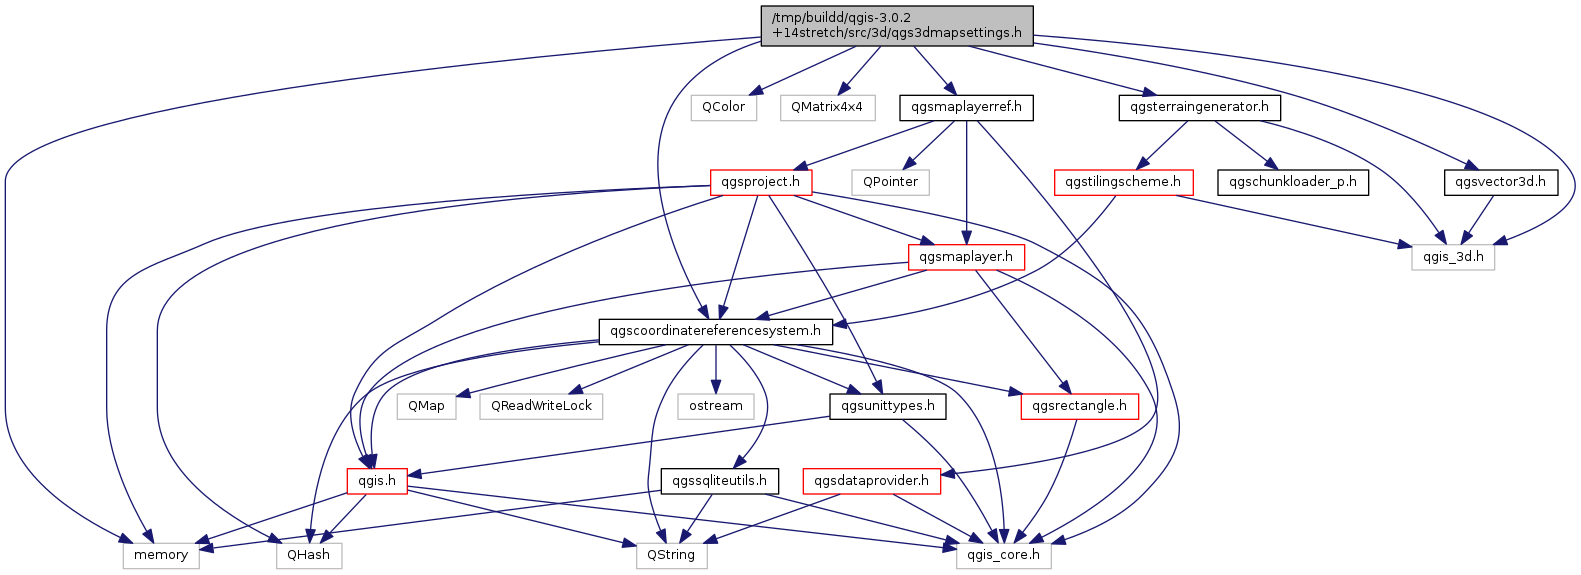 /tmp/buildd/qgis-3.0.2
+14stretch/src/3d/qgs3dmapsettings.h
QColor
QMatrix4x4
qgsmaplayerref.h
qgsterraingenerator.h
qgsproject.h
QPointer
qgstilingscheme.h
qgschunkloader_p.h
qgsvector3d.h
qgsmaplayer.h
qgis_3d.h
qgscoordinatereferencesystem.h
QMap
QReadWriteLock
ostream
qgsunittypes.h
qgsrectangle.h
qgis.h
qgssqliteutils.h
qgsdataprovider.h
memory
QHash
QString
qgis_core.h